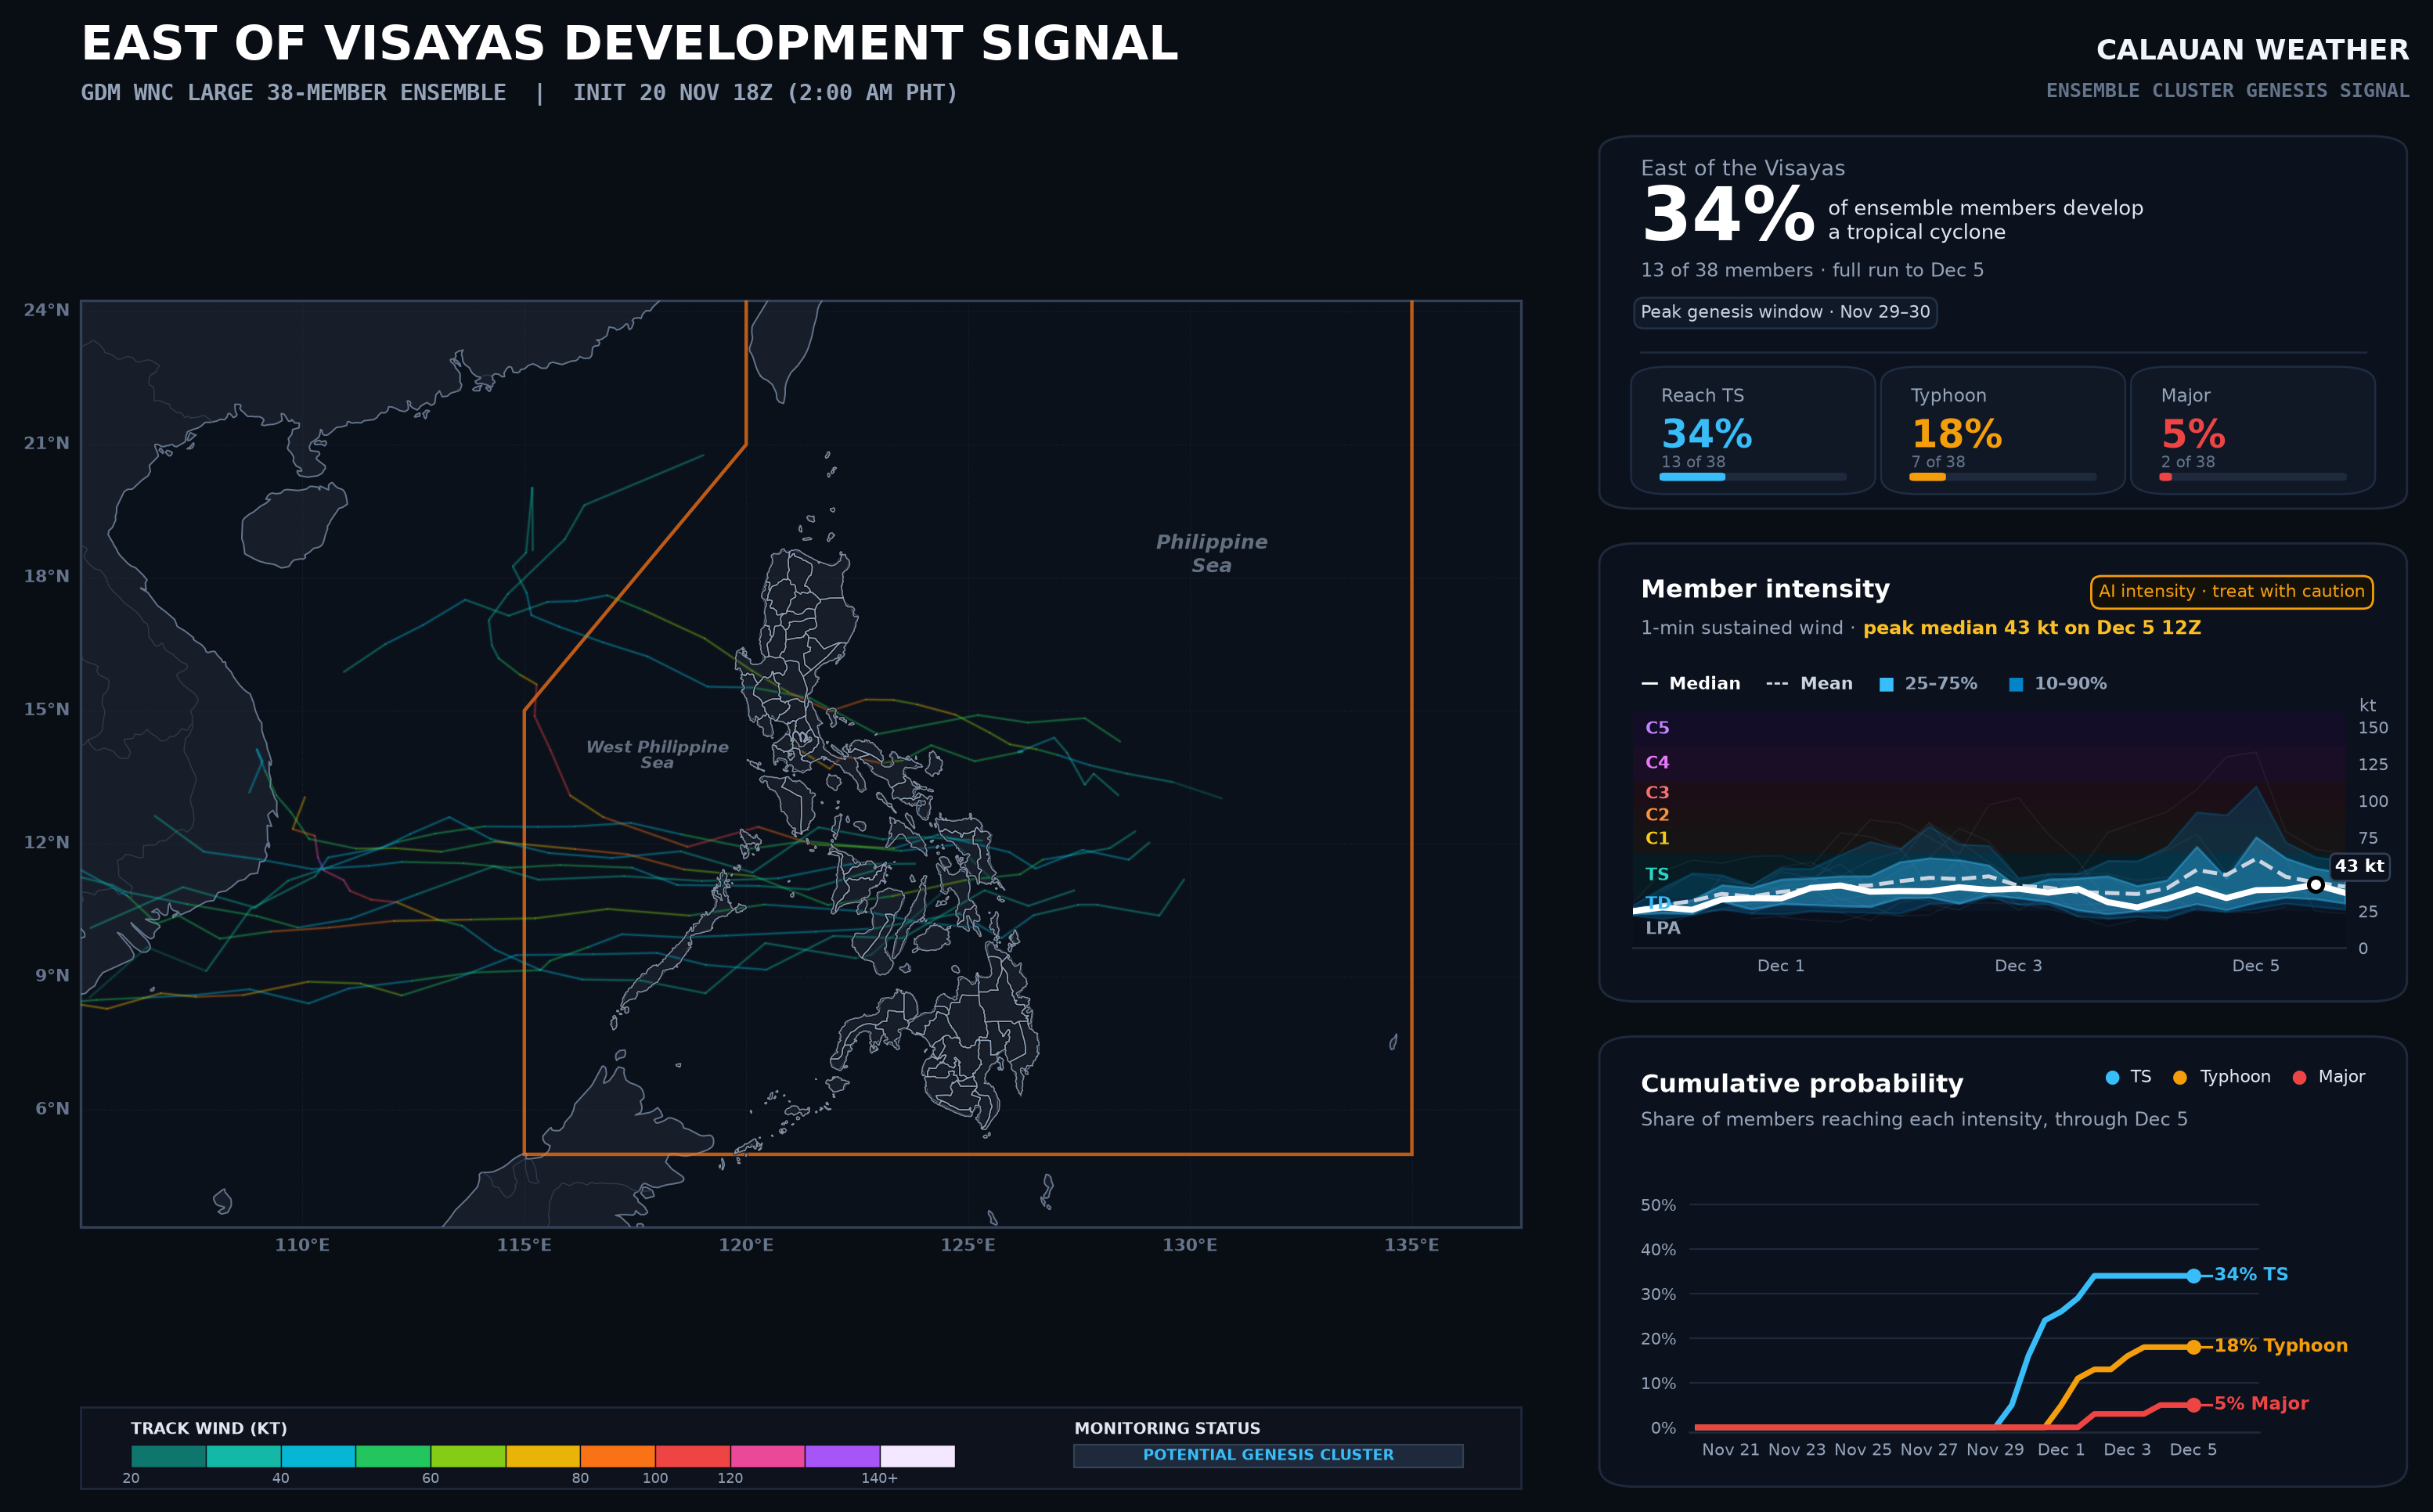 EAST OF VISAYAS DEVELOPMENT SIGNAL
GDM WNC LARGE 38-MEMBER ENSEMBLE | INIT 20 NOV 18Z (2:00 AM PHT)
CALAUAN WEATHER
ENSEMBLE CLUSTER GENESIS SIGNAL
24°N
21°N
18°N
15°N
12°N
9°N
6°N
110°E
115°E
120°E
125°E
130°E
135°E
Philippine
Sea
West Philippine
Sea
TRACK WIND (KT)
20
40
60
80
100
120
140+
MONITORING STATUS
POTENTIAL GENESIS CLUSTER
East of the Visayas
34%
of ensemble members develop
a tropical cyclone
13 of 38 members · full run to Dec 5
Peak genesis window · Nov 29–30
Reach TS
34%
13 of 38
Typhoon
18%
7 of 38
Major
5%
2 of 38
Member intensity
AI intensity · treat with caution
1-min sustained wind · peak median 43 kt on Dec 5 12Z
Median
Mean
25–75%
10–90%
kt
C5
C4
C3
C2
C1
TS
TD
LPA
150
125
100
75
43 kt
25
0
Dec 1
Dec 3
Dec 5
Cumulative probability
TS
Typhoon
Major
Share of members reaching each intensity, through Dec 5
50%
40%
30%
20%
10%
0%
34% TS
18% Typhoon
5% Major
Nov 21
Nov 23
Nov 25
Nov 27
Nov 29
Dec 1
Dec 3
Dec 5